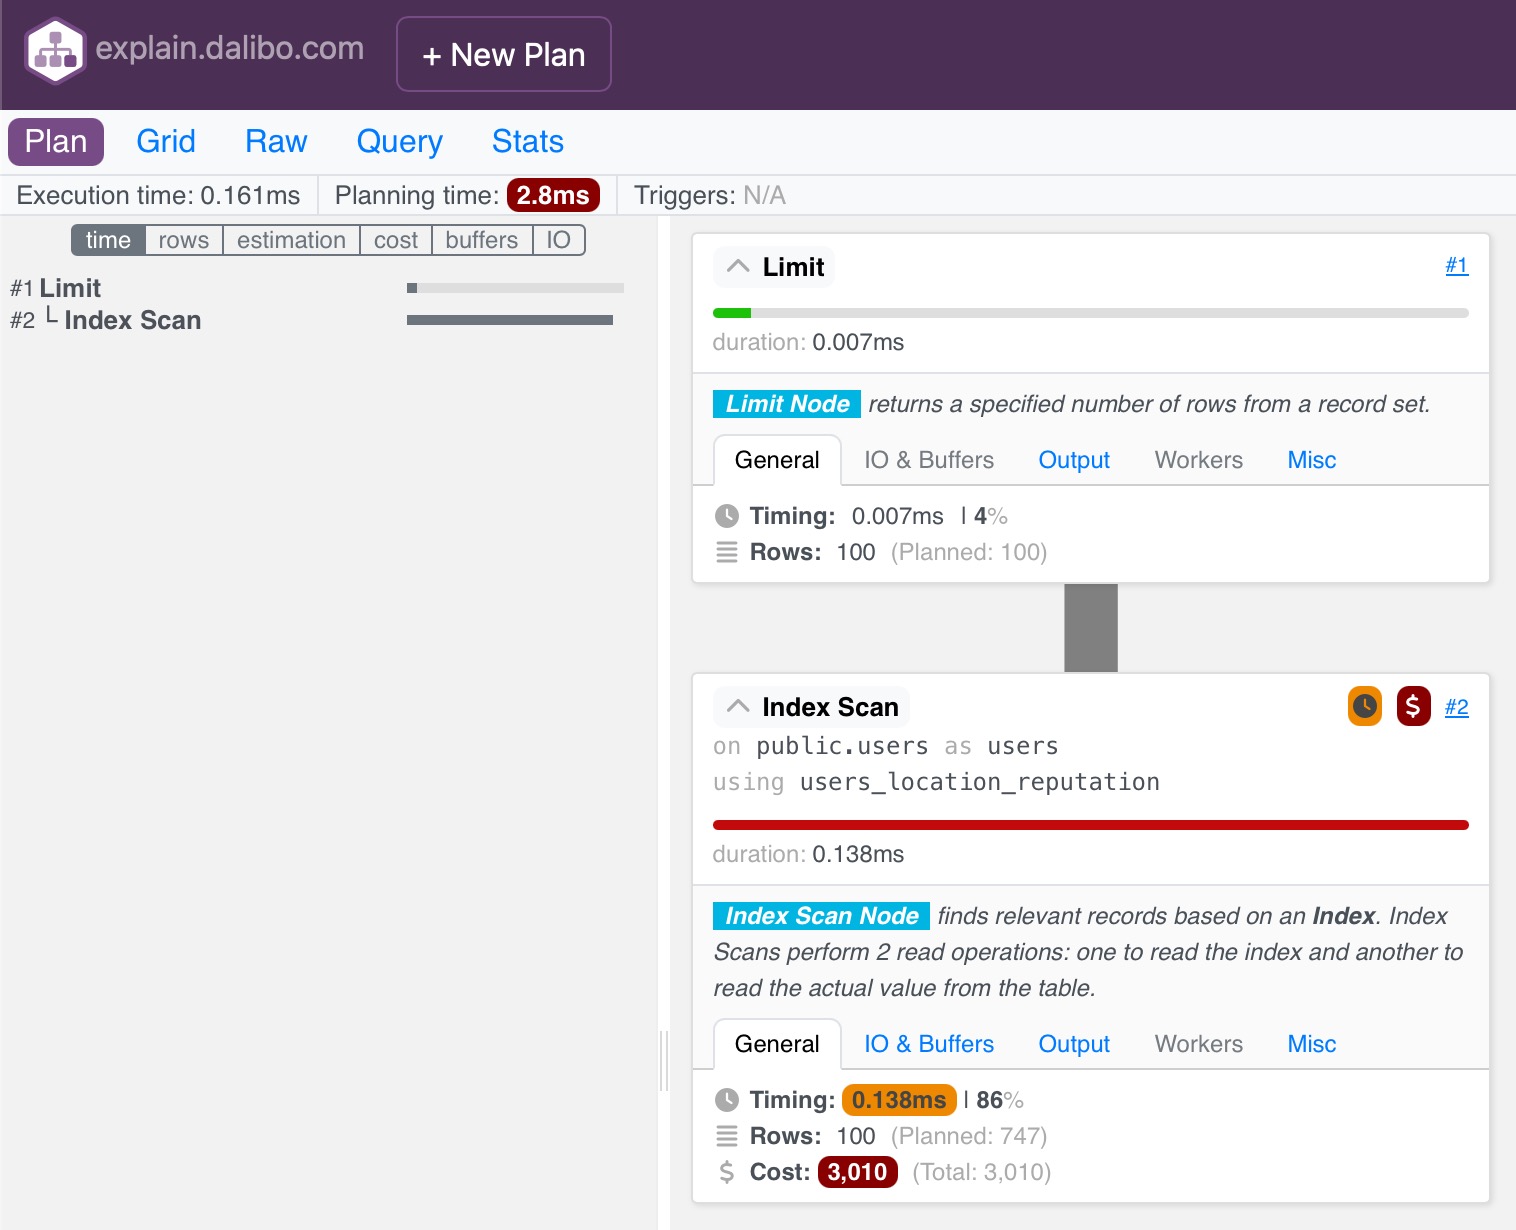 explain.dalibo.com
+ New Plan
Plan Grid Raw Query Stats
Execution time: 0.161ms Planning time: 2.8ms Triggers: N/A
time rows estimation cost buffers IO
#1 Limit
#2 └ Index Scan
Limit #1
duration: 0.007ms
Limit Node returns a specified number of rows from a record set.
General IO & Buffers Output Workers Misc
Timing: 0.007ms | 4%
Rows: 100 (Planned: 100)
Index Scan $ #2
on public.users as users
using users_location_reputation
duration: 0.138ms
Index Scan Node finds relevant records based on an Index. Index
Scans perform 2 read operations: one to read the index and another to
read the actual value from the table.
General IO & Buffers Output Workers Misc
Timing: 0.138ms | 86%
Rows: 100 (Planned: 747)
$ Cost: 3,010 (Total: 3,010)